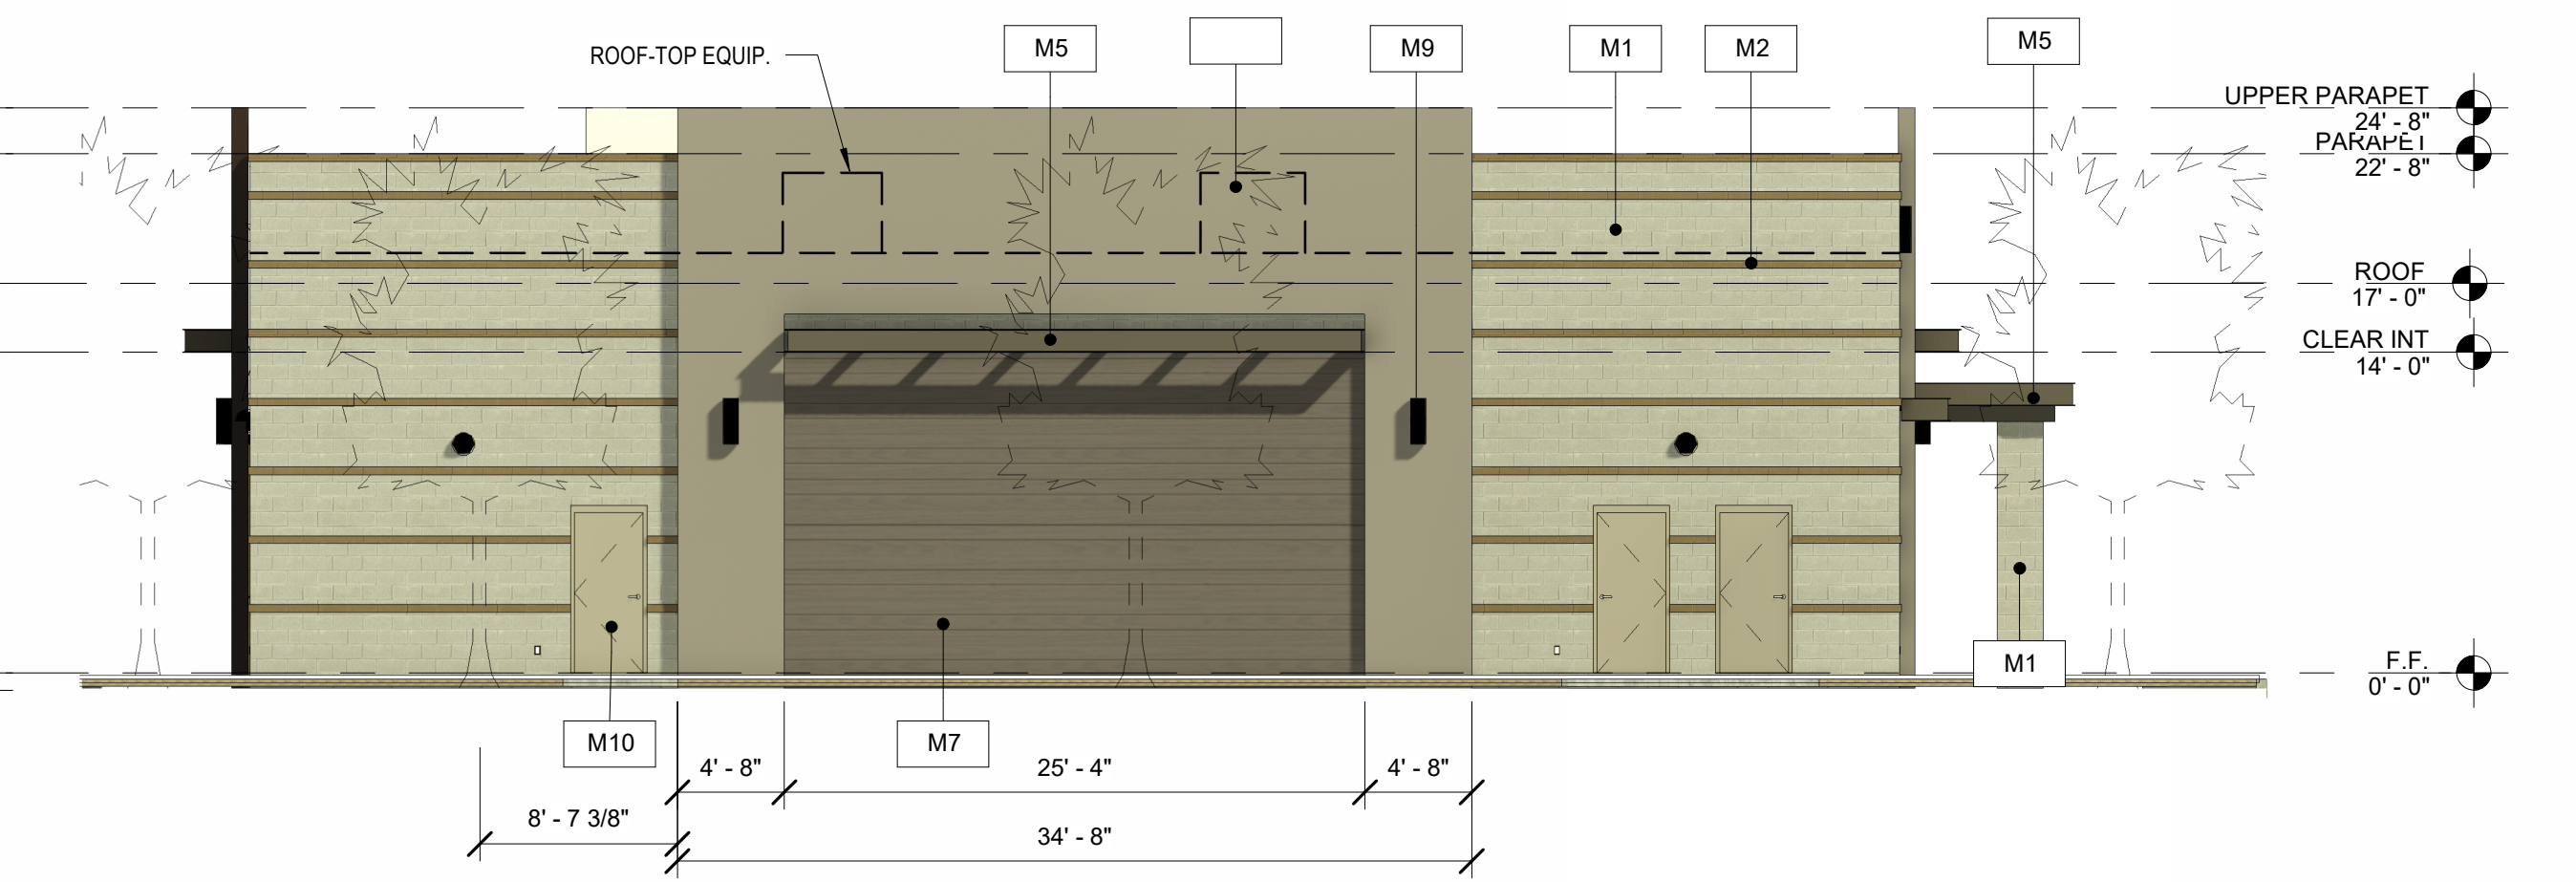 ROOF-TOP EQUIP.
M5
M9
M1
M2
M5
UPPER PARAPET
24' - 8"
PARAPET
22' - 8"
ROOF
17' - 0"
CLEAR INT
14' - 0"
F.F.
0' - 0"
M1
M10
M7
4' - 8"
25' - 4"
4' - 8"
8' - 7 3/8"
34' - 8"